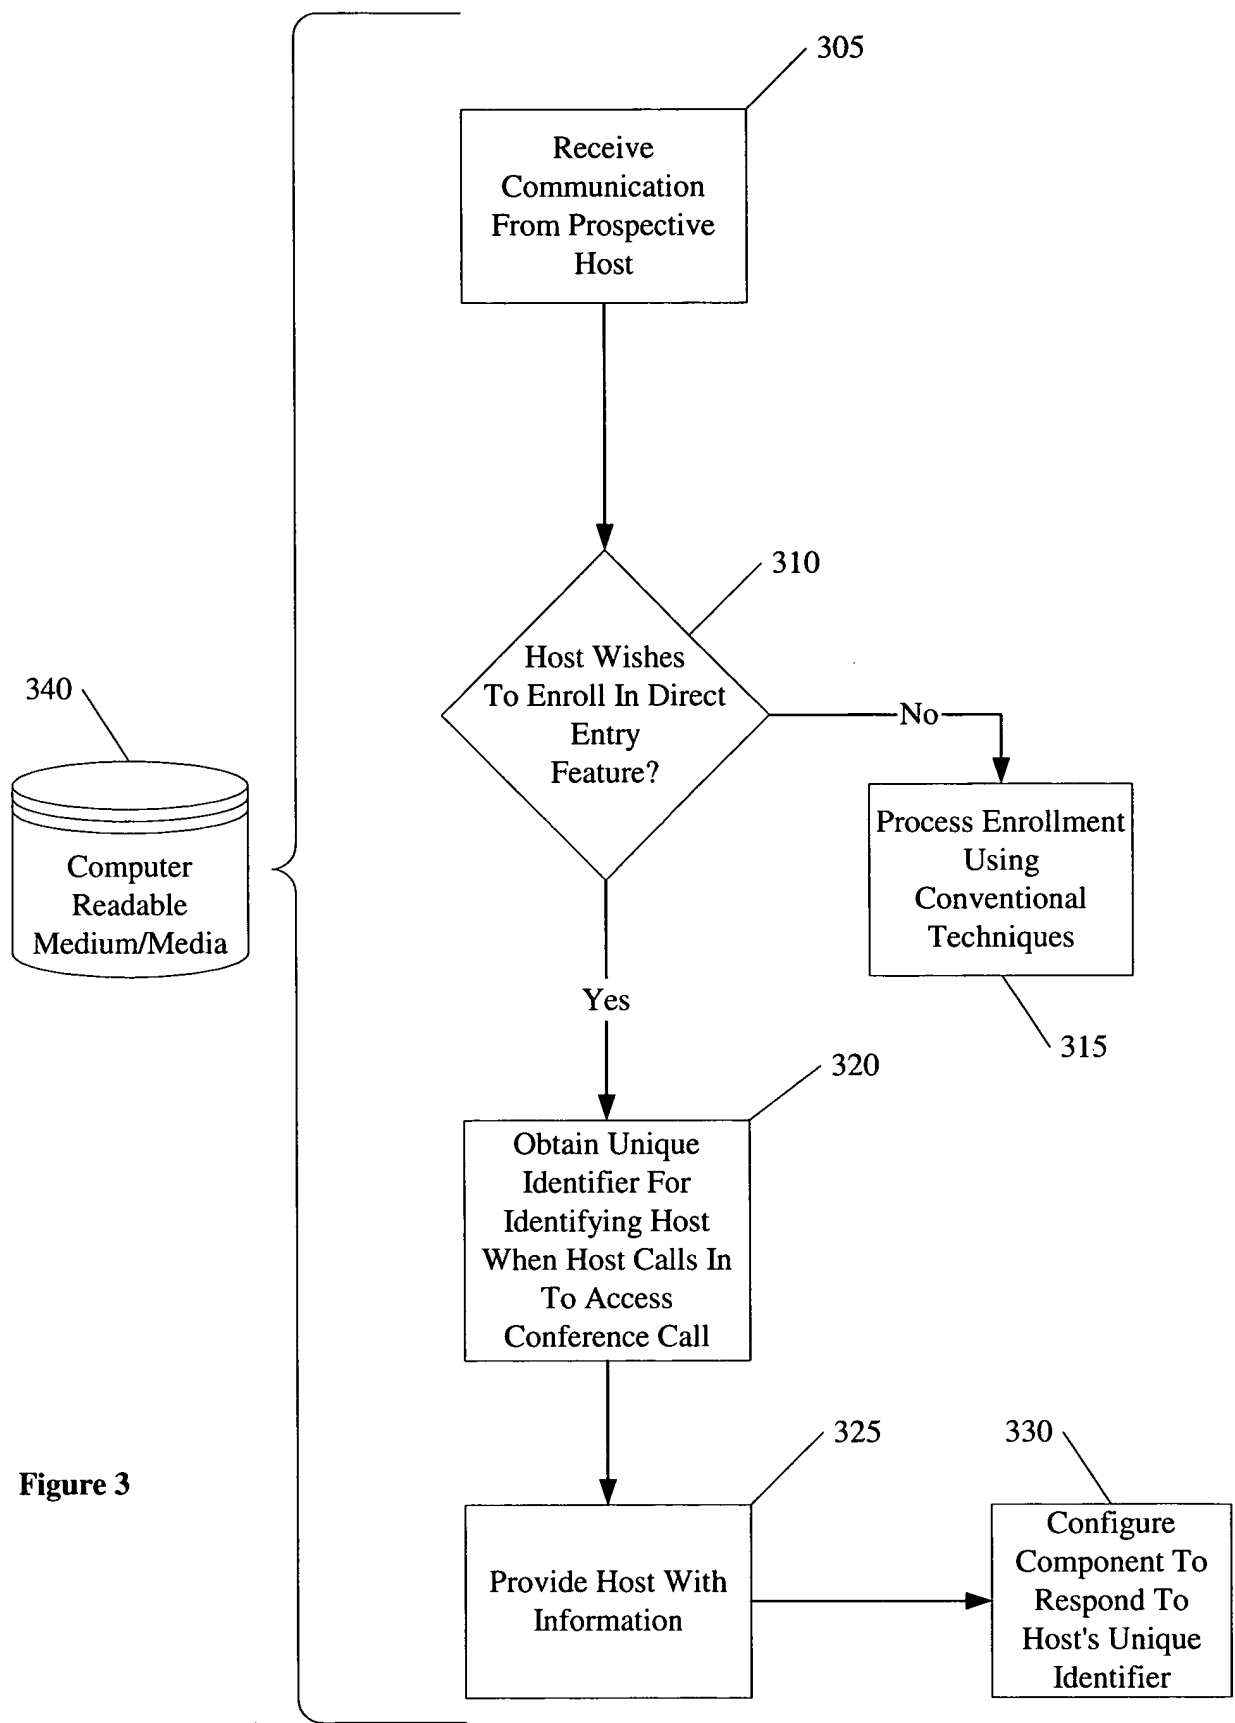 305
Receive
Communication
From Prospective
Host
310
Host Wishes
To Enroll In Direct
Entry
Feature?
No
340
Computer
Readable
Medium/Media
Process Enrollment
Using
Conventional
Techniques
315
Yes
320
Obtain Unique
Identifier For
Identifying Host
When Host Calls In
To Access
Conference Call
325
330
Figure 3
Provide Host With
Information
Configure
Component To
Respond To
Host's Unique
Identifier